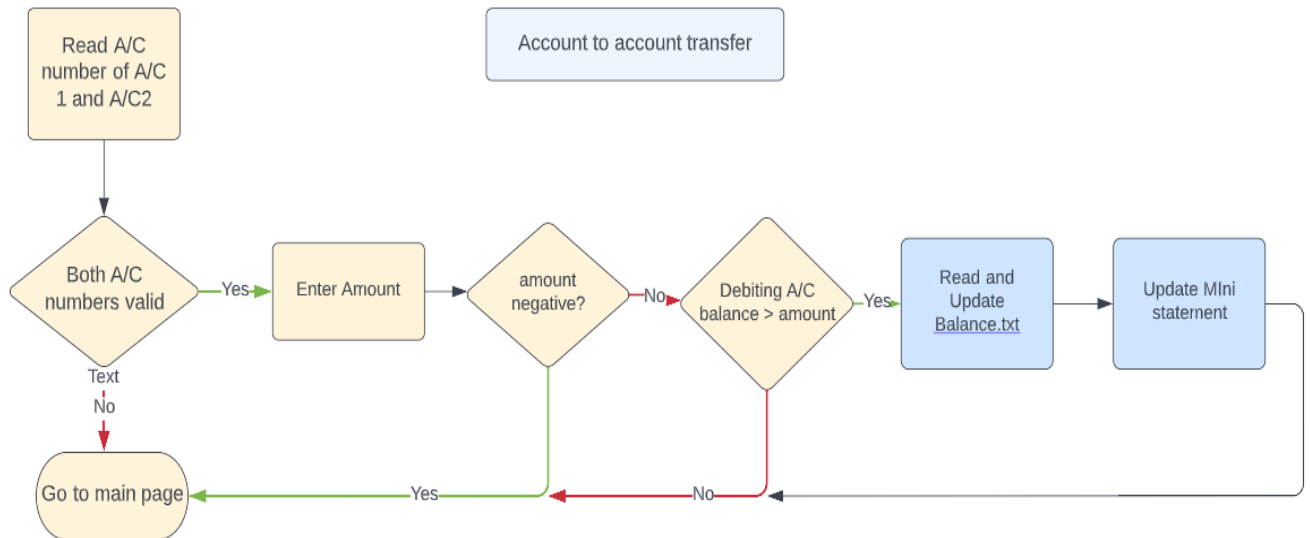 Read A/C
number of A/C
1 and A/C2
Account to account transfer
Both A/C
numbers valid
Yes
Enter Amount
amount
negative?
No
Debiting A/C
balance > amount
Yes
Read and
Update
Balance.txt
Update MIni
statement
Text
No
Go to main page
Yes
No